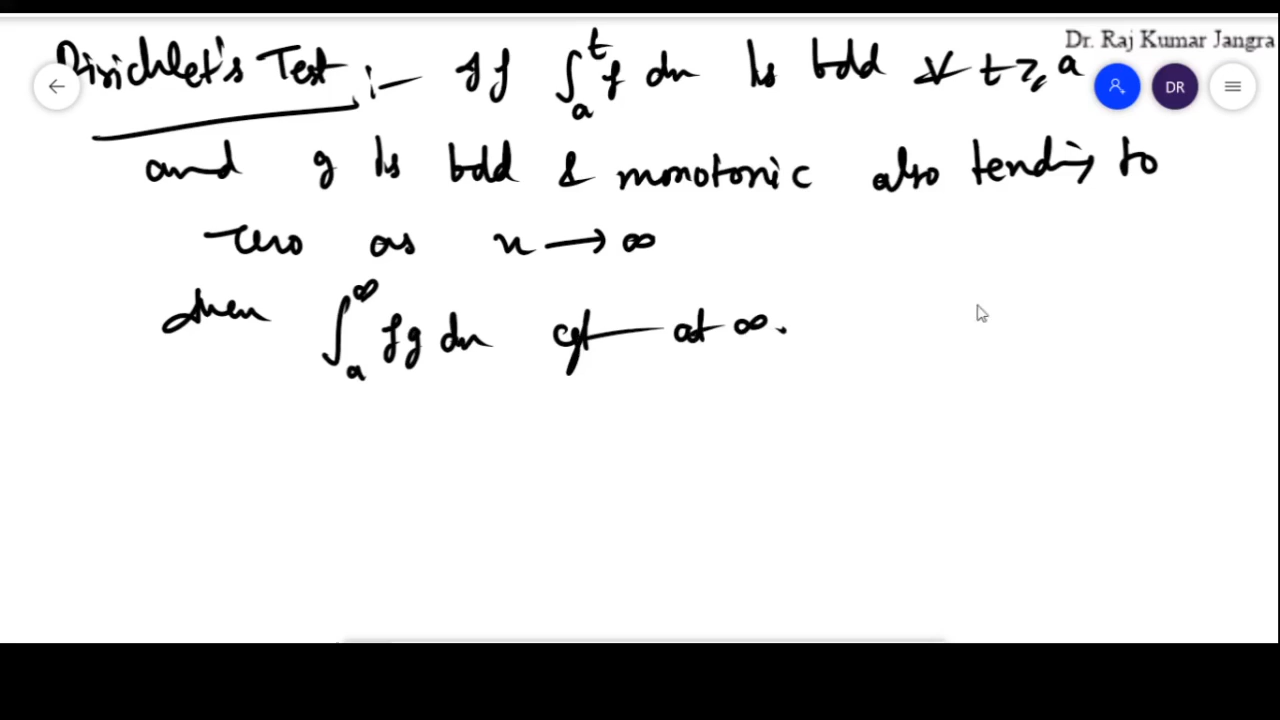 Dr. Raj Kumar Jangra
Dirichlet's Test :- If ∫ₐᵗ f dx is bdd ∀ t ≥ a
DR
and g is bdd & monotonic also tending to
zero as x → ∞
then ∫ₐ^∞ fg dx cgt at ∞.